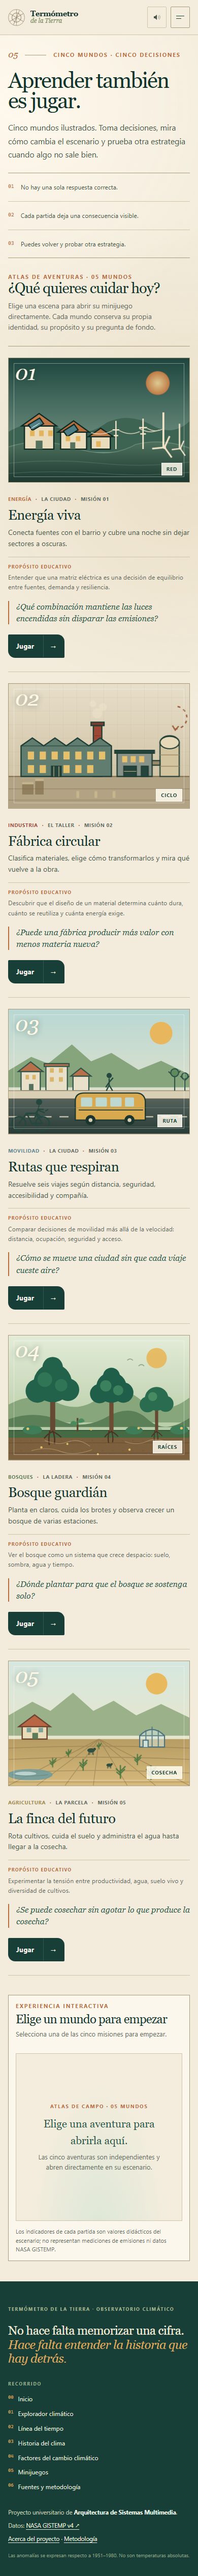 Termómetro
de la Tierra
05 CINCO MUNDOS · CINCO DECISIONES
Aprender también
es jugar.
Cinco mundos ilustrados. Toma decisiones, mira
cómo cambia el escenario y prueba otra estrategia
cuando algo no sale bien.
01 No hay una sola respuesta correcta.
02 Cada partida deja una consecuencia visible.
03 Puedes volver y probar otra estrategia.
ATLAS DE AVENTURAS · 05 MUNDOS
¿Qué quieres cuidar hoy?
Elige una escena para abrir su minijuego
directamente. Cada mundo conserva su propia
identidad, su propósito y su pregunta de fondo.
01
RED
ENERGÍA · LA CIUDAD · MISIÓN 01
Energía viva
Conecta fuentes con el barrio y cubre una noche sin dejar
sectores a oscuras.
PROPÓSITO EDUCATIVO
Entender que una matriz eléctrica es una decisión de equilibrio
entre fuentes, demanda y resiliencia.
¿Qué combinación mantiene las luces
encendidas sin disparar las emisiones?
Jugar →
02
CICLO
INDUSTRIA · EL TALLER · MISIÓN 02
Fábrica circular
Clasifica materiales, elige cómo transformarlos y mira qué
vuelve a la obra.
PROPÓSITO EDUCATIVO
Descubrir que el diseño de un material determina cuánto dura,
cuánto se reutiliza y cuánta energía exige.
¿Puede una fábrica producir más valor con
menos materia nueva?
Jugar →
03
RUTA
MOVILIDAD · LA CIUDAD · MISIÓN 03
Rutas que respiran
Resuelve seis viajes según distancia, seguridad,
accesibilidad y compañía.
PROPÓSITO EDUCATIVO
Comparar decisiones de movilidad más allá de la velocidad:
distancia, ocupación, seguridad y acceso.
¿Cómo se mueve una ciudad sin que cada viaje
cueste aire?
Jugar →
04
RAÍCES
BOSQUES · LA LADERA · MISIÓN 04
Bosque guardián
Planta en claros, cuida los brotes y observa crecer un
bosque de varias estaciones.
PROPÓSITO EDUCATIVO
Ver el bosque como un sistema que crece despacio: suelo,
sombra, agua y tiempo.
¿Dónde plantar para que el bosque se sostenga
solo?
Jugar →
05
COSECHA
AGRICULTURA · LA PARCELA · MISIÓN 05
La finca del futuro
Rota cultivos, cuida el suelo y administra el agua hasta
llegar a la cosecha.
PROPÓSITO EDUCATIVO
Experimentar la tensión entre productividad, agua, suelo vivo y
diversidad de cultivos.
¿Se puede cosechar sin agotar lo que produce la
cosecha?
Jugar →
EXPERIENCIA INTERACTIVA
Elige un mundo para empezar
Selecciona una de las cinco misiones para empezar.
ATLAS DE CAMPO · 05 MUNDOS
Elige una aventura para
abrirla aquí.
Las cinco aventuras son independientes y
abren directamente en su escenario.
Los indicadores de cada partida son valores didácticos del
escenario; no representan mediciones de emisiones ni datos
NASA GISTEMP.
TERMÓMETRO DE LA TIERRA · OBSERVATORIO CLIMÁTICO
No hace falta memorizar una cifra.
Hace falta entender la historia que
hay detrás.
RECORRIDO
00 Inicio
01 Explorador climático
02 Línea del tiempo
03 Historia del clima
04 Factores del cambio climático
05 Minijuegos
06 Fuentes y metodología
Proyecto universitario de Arquitectura de Sistemas Multimedia.
Datos: NASA GISTEMP v4 ↗
Acerca del proyecto · Metodología
Las anomalías se expresan respecto a 1951–1980. No son temperaturas absolutas.